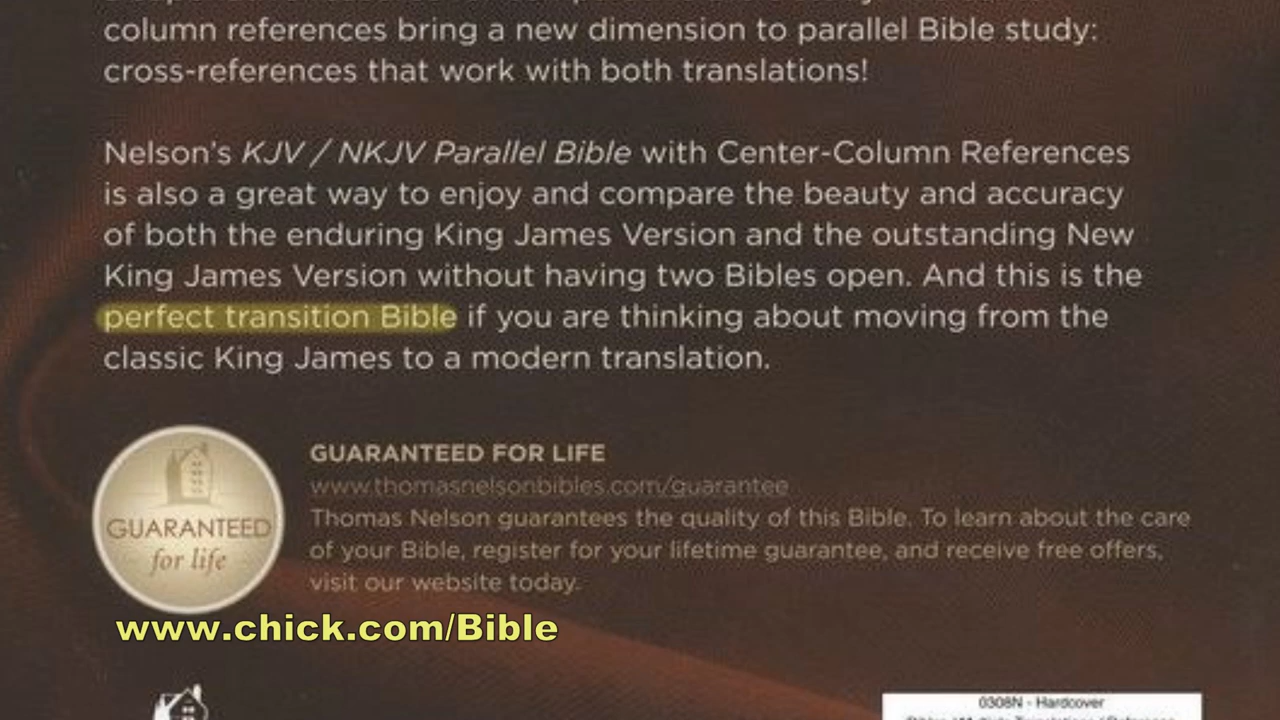 column references bring a new dimension to parallel Bible study:
cross-references that work with both translations!
Nelson's KJV / NKJV Parallel Bible with Center-Column References
is also a great way to enjoy and compare the beauty and accuracy
of both the enduring King James Version and the outstanding New
King James Version without having two Bibles open. And this is the
perfect transition Bible if you are thinking about moving from the
classic King James to a modern translation.
GUARANTEED
for life
GUARANTEED FOR LIFE
www.thomasnelsonbibles.com/guarantee
Thomas Nelson guarantees the quality of this Bible. To learn about the care
of your Bible, register for your lifetime guarantee, and receive free offers,
visit our website today.
www.chick.com/Bible
0308N - Hardcover